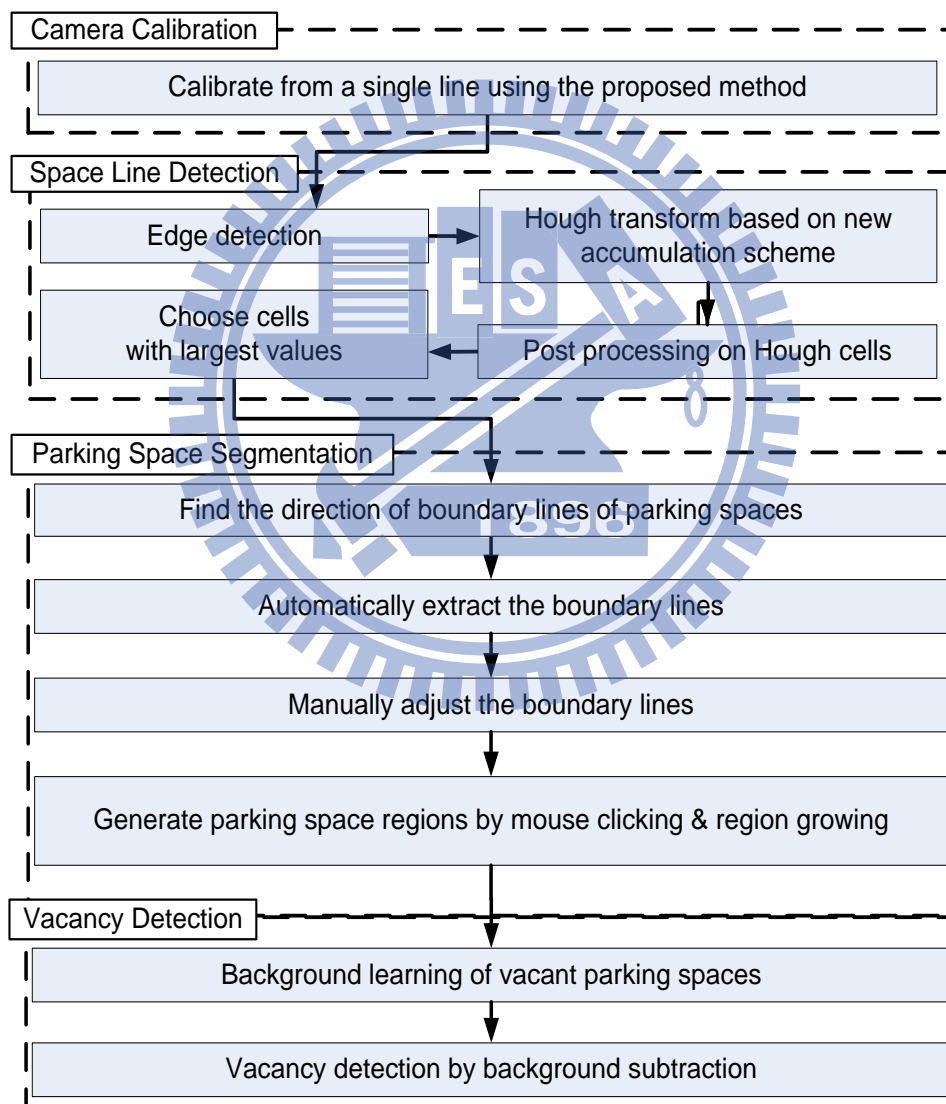 Camera Calibration
Calibrate from a single line using the proposed method
Space Line Detection
Edge detection
Hough transform based on new
accumulation scheme
Post processing on Hough cells
Choose cells
with largest values
Parking Space Segmentation
Find the direction of boundary lines of parking spaces
Automatically extract the boundary lines
Manually adjust the boundary lines
Generate parking space regions by mouse clicking & region growing
Vacancy Detection
Background learning of vacant parking spaces
Vacancy detection by background subtraction
E S A
1896